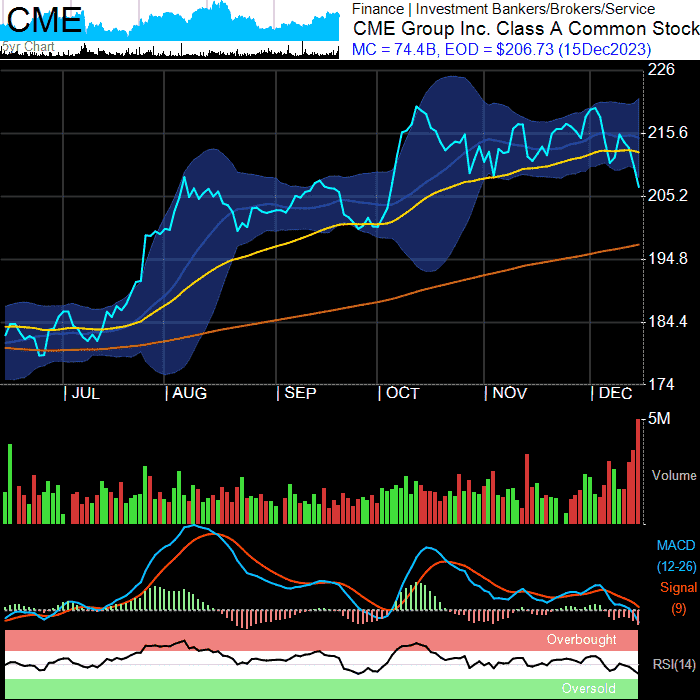 CME
10yr Chart
Finance | Investment Bankers/Brokers/Service
CME Group Inc. Class A Common Stock
MC = 74.4B, EOD = $206.73 (15Dec2023)
226
215.6
205.2
194.8
184.4
174
| JUL | AUG | SEP | OCT | NOV | DEC
5M
Volume
MACD
(12-26)
Signal
(9)
Overbought
RSI(14)
Oversold